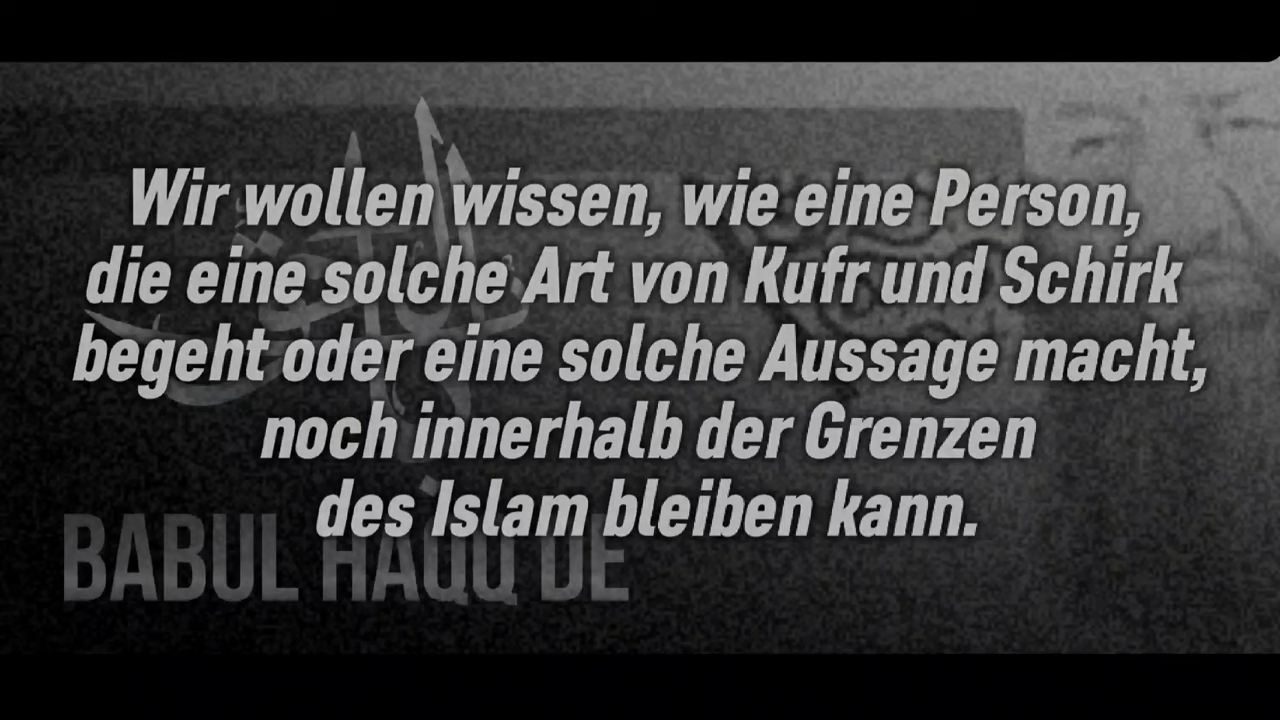 Wir wollen wissen, wie eine Person,
die eine solche Art von Kufr und Schirk
begeht oder eine solche Aussage macht,
noch innerhalb der Grenzen
des Islam bleiben kann.
BABUL HAQQ DE